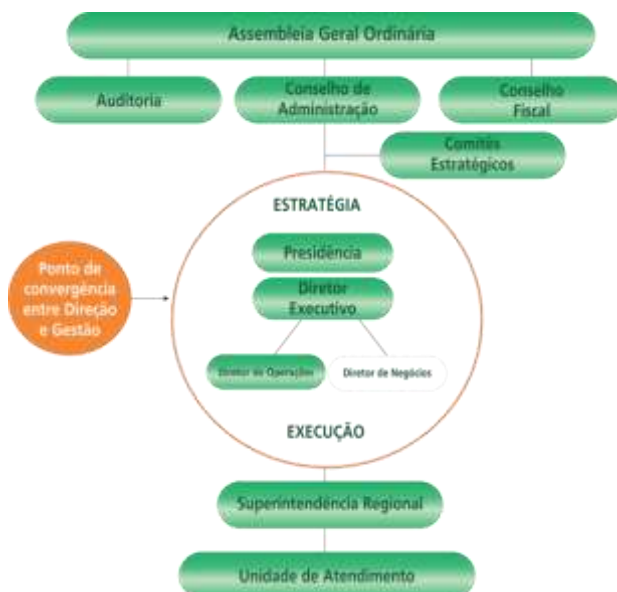 Assembleia Geral Ordinária
Auditoria
Conselho de
Administração
Conselho
Fiscal
Comitês
Estratégicos
ESTRATÉGIA
Presidência
Diretor
Executivo
Ponto de
convergência
entre Direção
e Gestão
Diretor de Operações
Diretor de Negócios
EXECUÇÃO
Superintendência Regional
Unidade de Atendimento